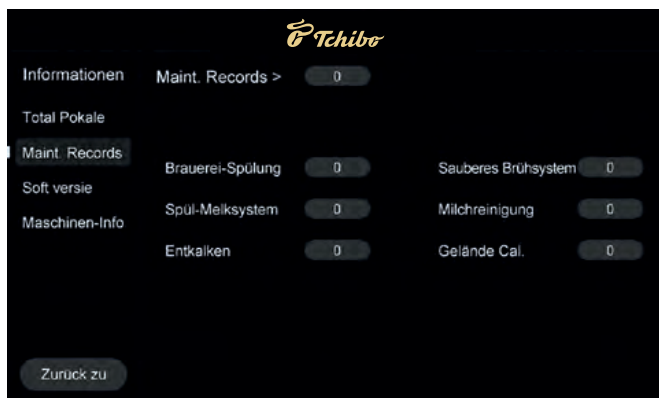 Tchibo
Informationen
Maint. Records > 0
Total Pokale
Maint. Records
Brauerei-Spülung 0 Sauberes Brühsystem 0
Soft versie
Spül-Melksystem 0 Milchreinigung 0
Maschinen-Info
Entkalken 0 Gelände Cal. 0
Zurück zu